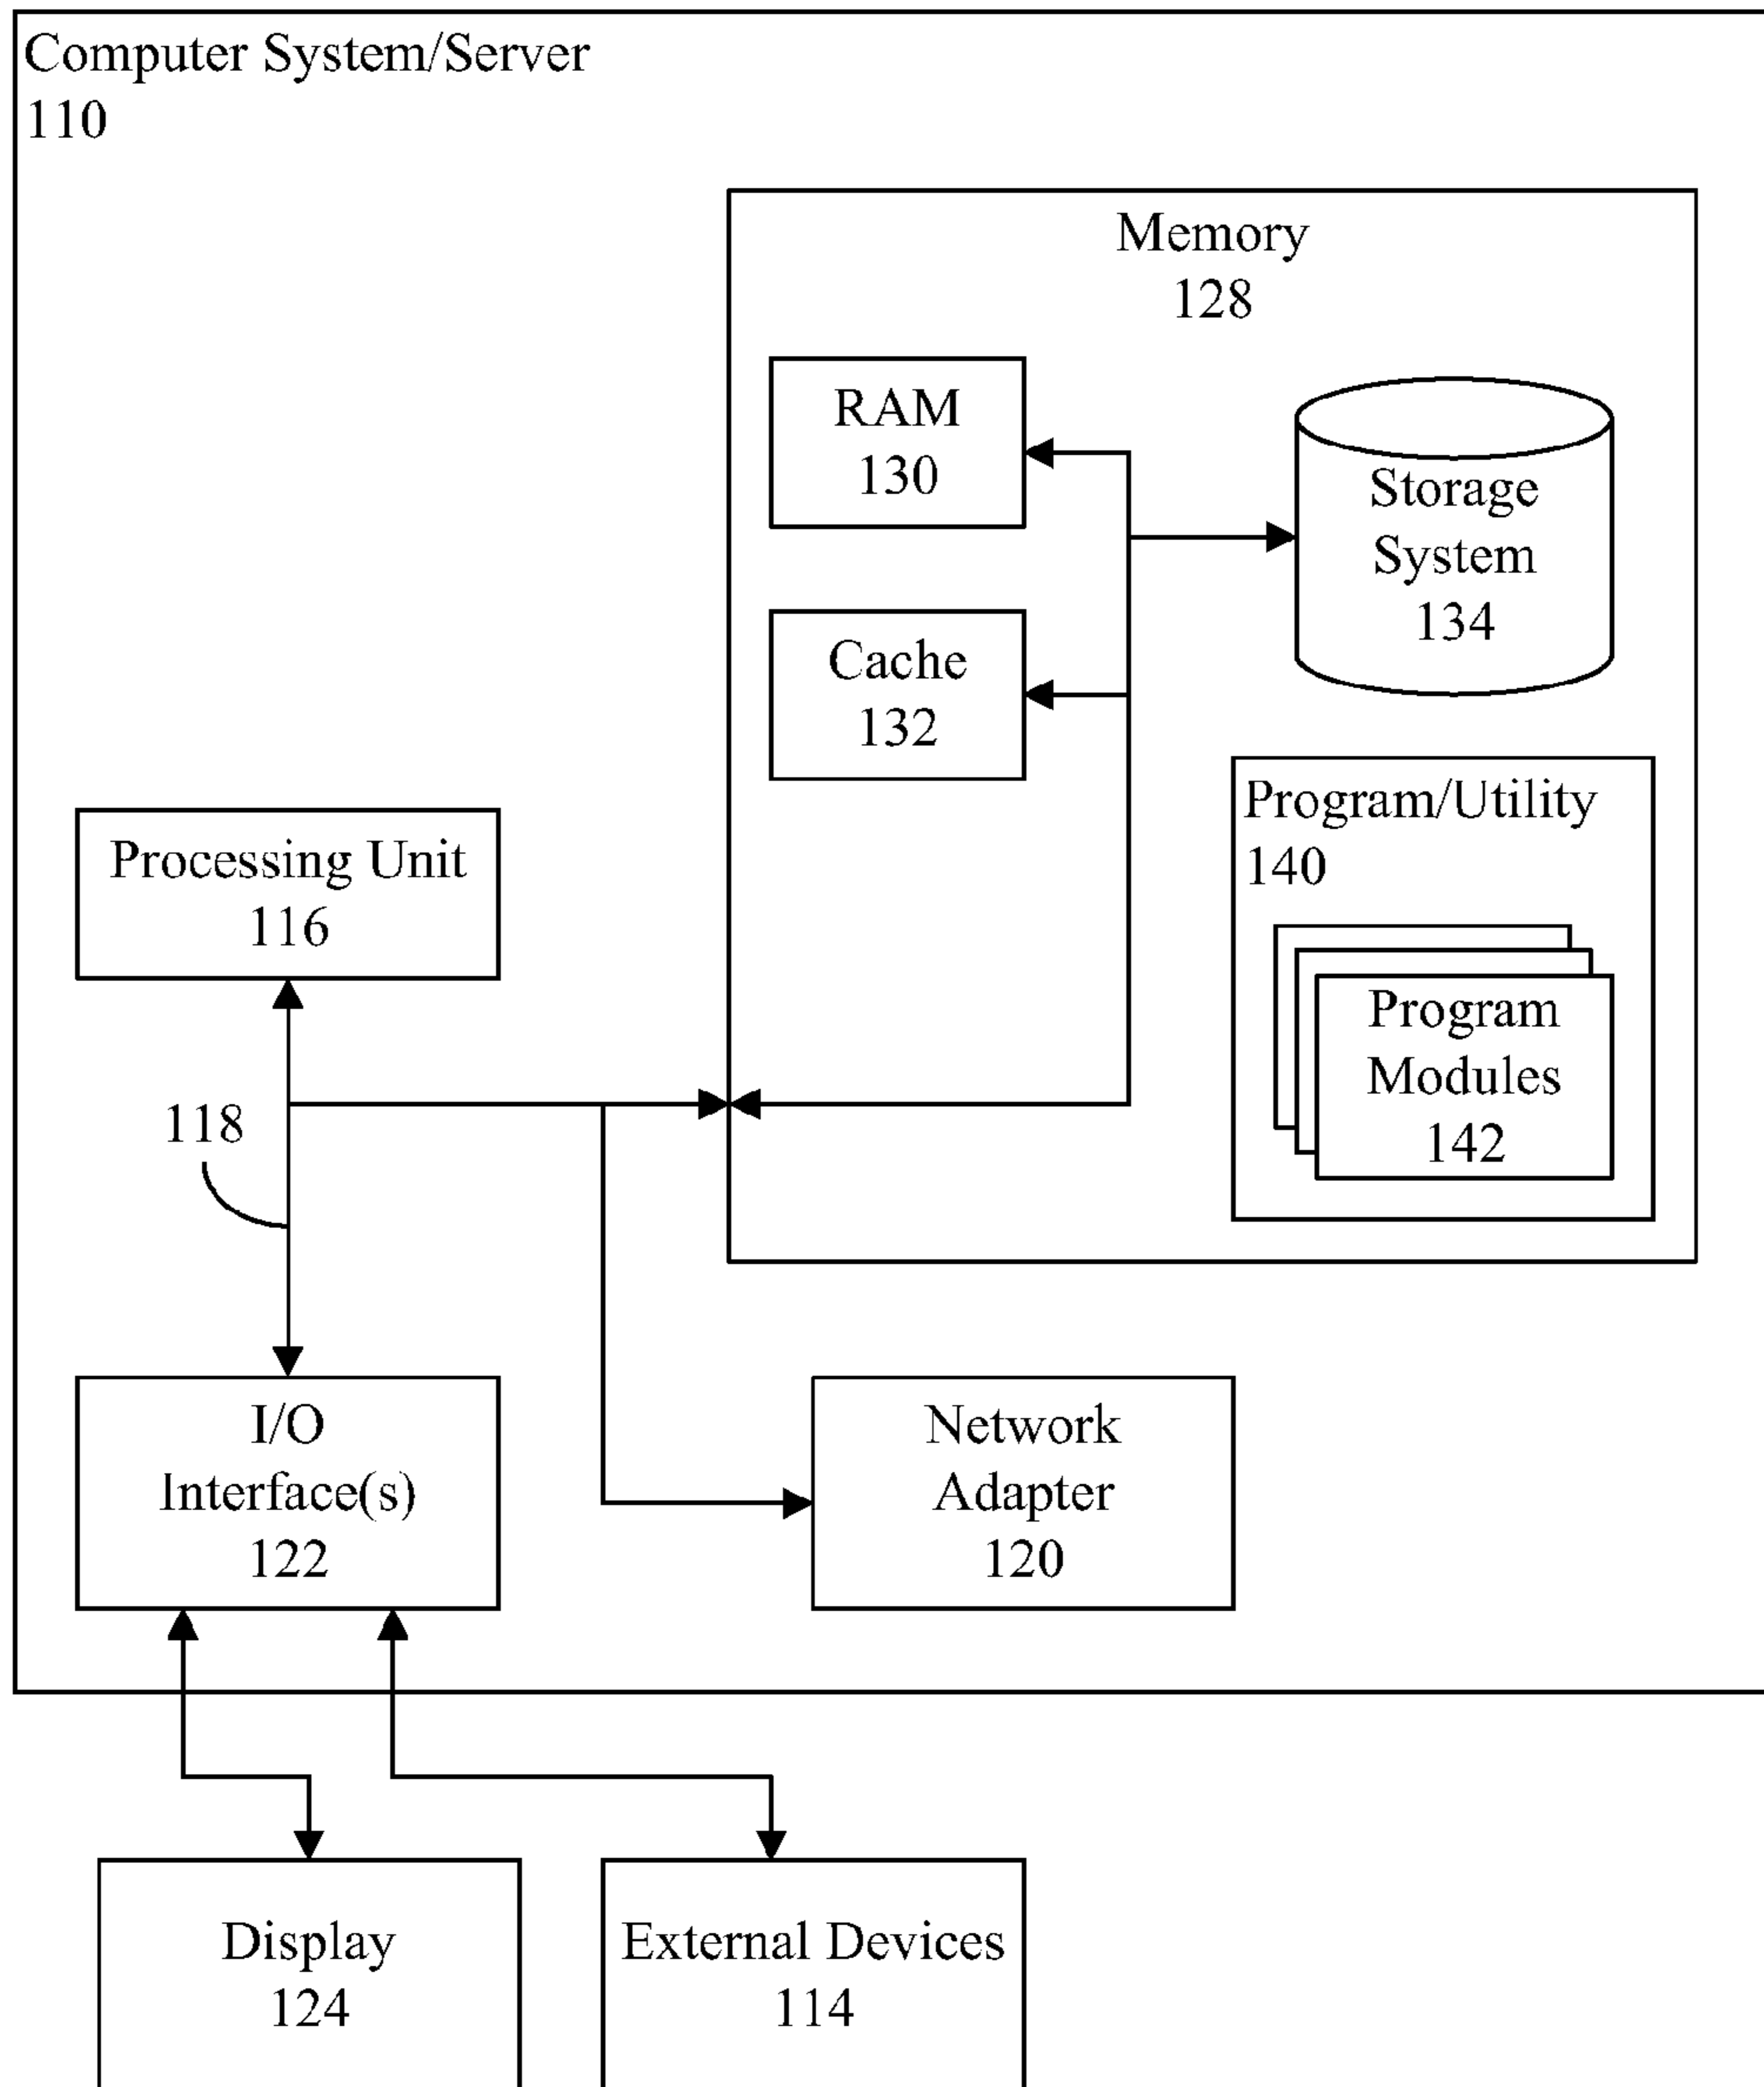 Computer System/Server
110
Memory
128
RAM
130
Storage
System
134
Cache
132
Program/Utility
140
Processing Unit
116
Program
Modules
142
118
I/O
Interface(s)
122
Network
Adapter
120
Display
124
External Devices
114